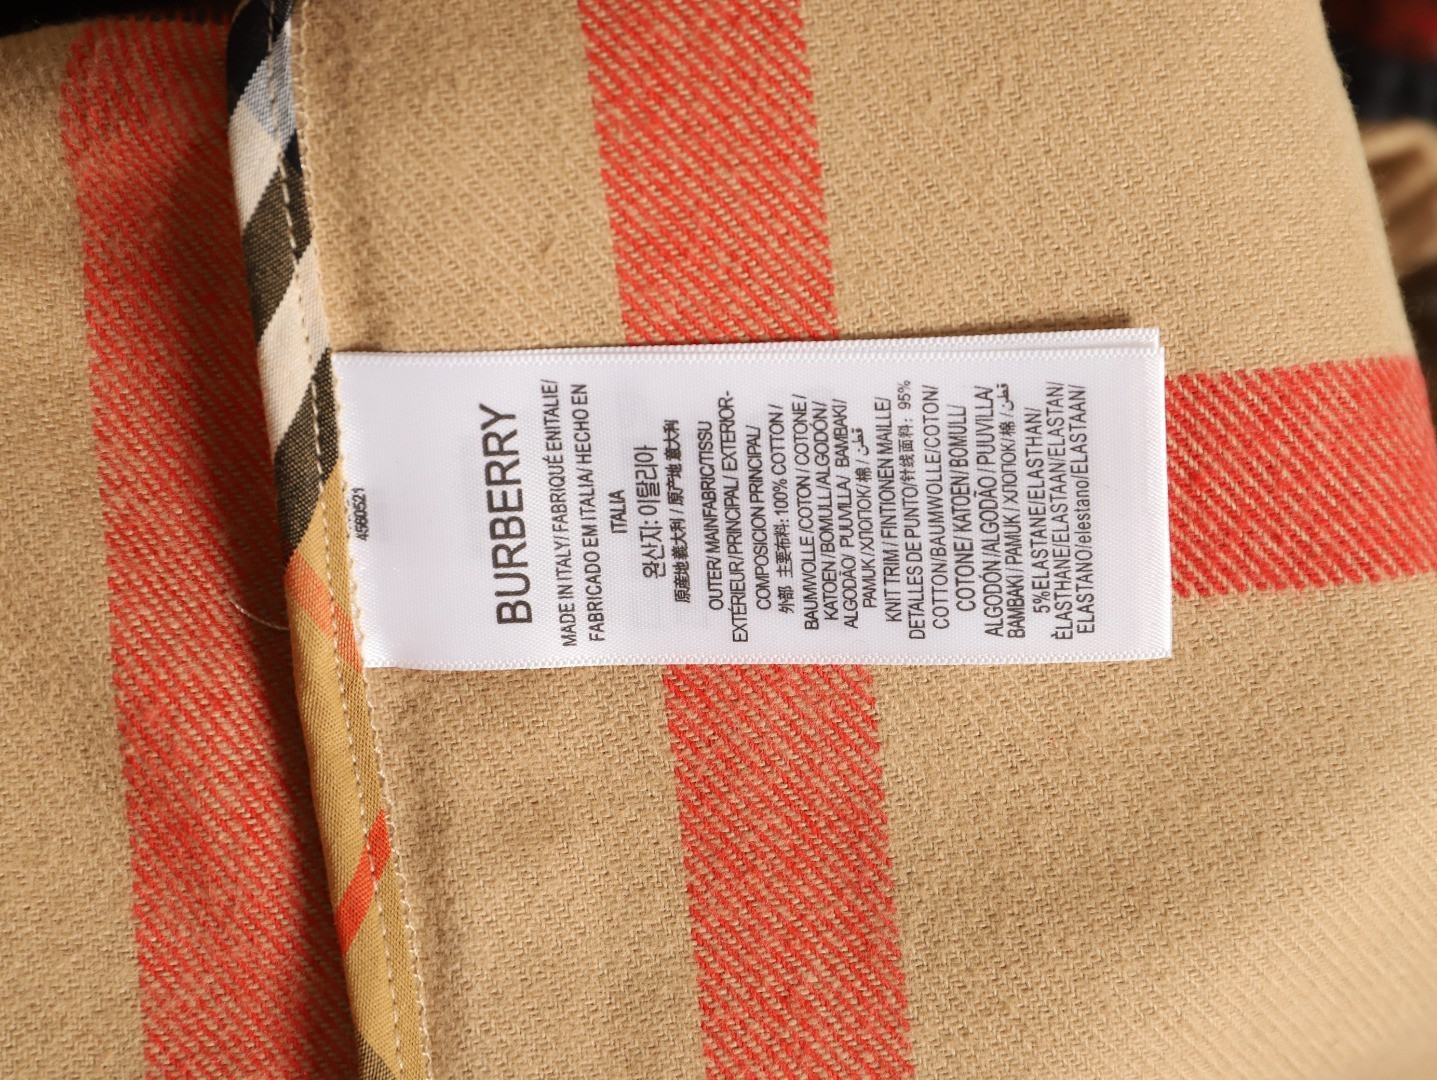 4560521
BURBERRY
MADE IN ITALY/ FABRIQUÉ ENITALIE/
FABRICADO EM ITALIA/ HECHO EN
ITALIA
완산지: 이탈리아
原産地 義大利 / 原产地 意大利
OUTER/ MAINFABRIC/TISSU
EXTÉRIEUR/PRINCIPAL/ EXTERIOR-
COMPOSICION PRINCIPAL/
外部 主要布料: 100% COTTON /
BAUMWOLLE /COTON / COTONE /
KATOEN / BOMULL /ALGODÓN/
ALGODÃO/ PUUVILLA/ BAMBAKI/
PAMUK /ХЛОПОК/ 棉 / قطن
KNIT TRIM / FINTIONEN MAILLE/
DETALLES DE PUNTO/针线面料: 95%
COTTON/BAUMWOLLE/COTON/
COTONE / KATOEN/ BOMULL/
ALGODÓN/ALGODÃO / PUUVILLA/
BAMBAKI PAMUK / ХЛОПОК/棉 / قطن
5%ELASTANE/ELASTHAN/
ÉLASTHANE/ELASTAAN/ELASTAN/
ELASTANO/elestano/ELASTAAN/